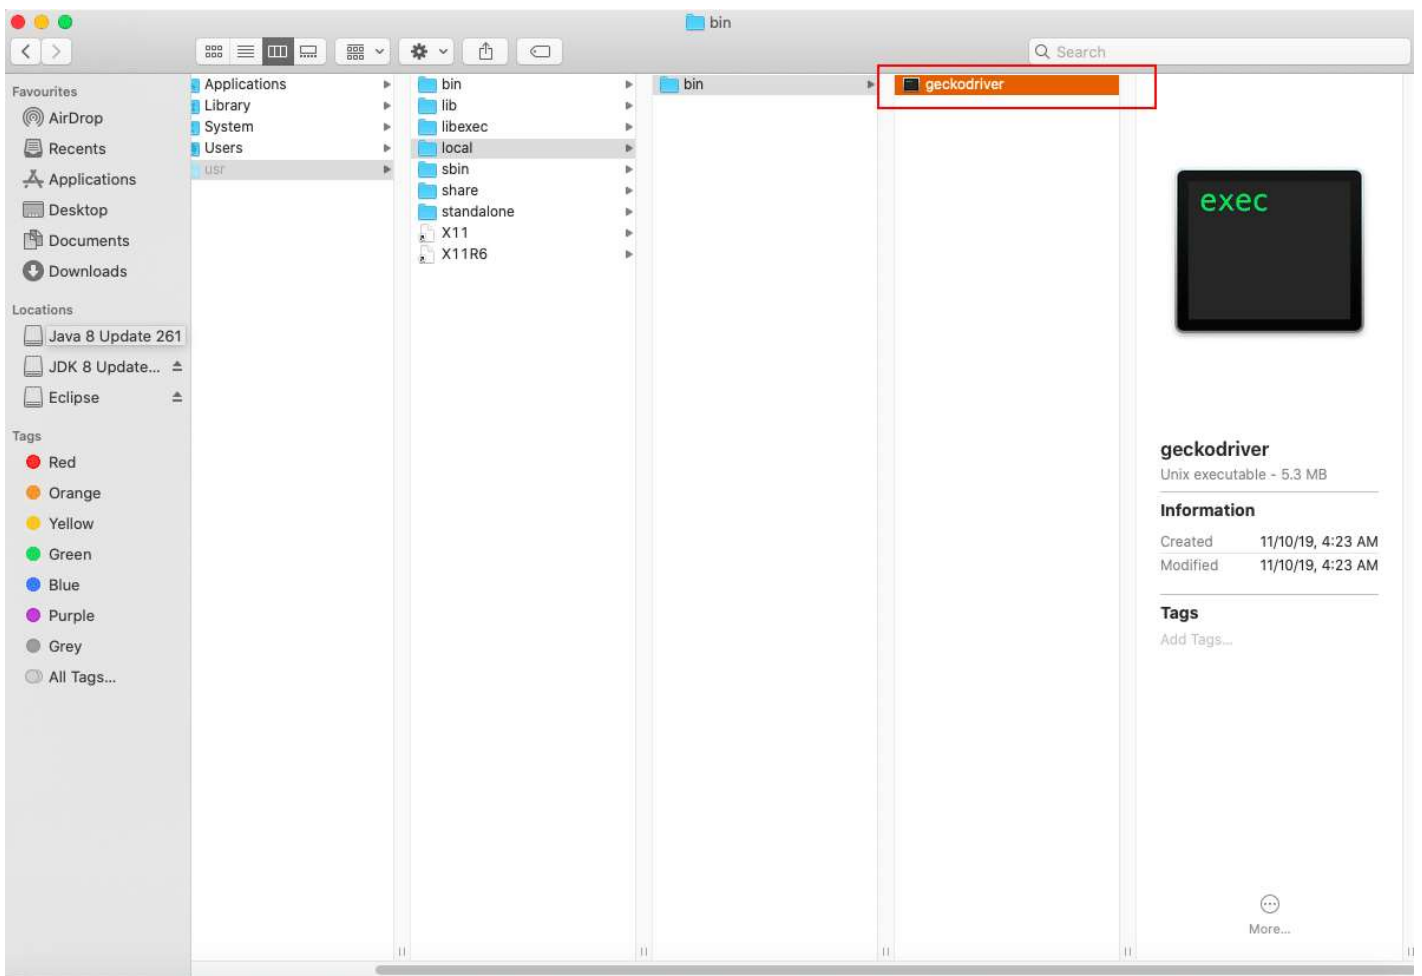 bin
Search
Favourites
AirDrop
Recents
Applications
Desktop
Documents
Downloads
Locations
Java 8 Update 261
JDK 8 Update...
Eclipse
Tags
Red
Orange
Yellow
Green
Blue
Purple
Grey
All Tags...
Applications
Library
System
Users
usr
bin
lib
libexec
local
sbin
share
standalone
X11
X11R6
bin
geckodriver
exec
geckodriver
Unix executable - 5.3 MB
Information
Created 11/10/19, 4:23 AM
Modified 11/10/19, 4:23 AM
Tags
Add Tags...
More...